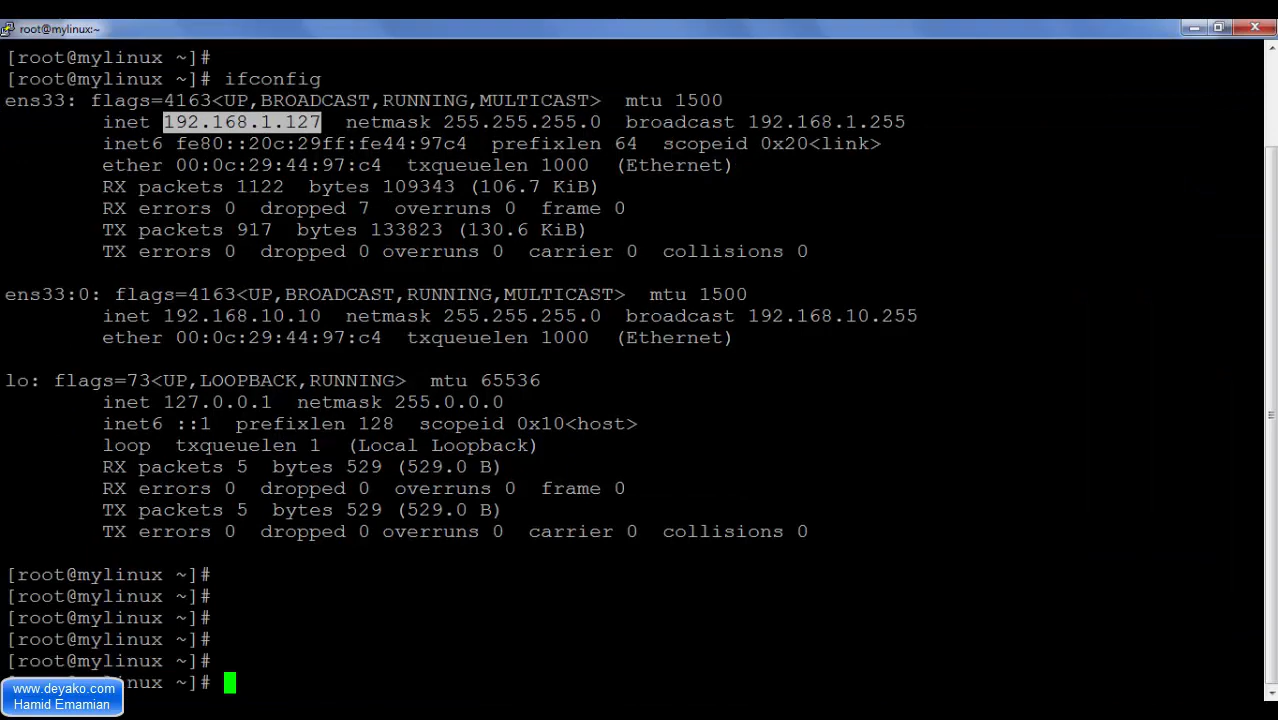 root@mylinux:~
[root@mylinux ~]#
[root@mylinux ~]# ifconfig
ens33: flags=4163<UP,BROADCAST,RUNNING,MULTICAST>  mtu 1500
        inet 192.168.1.127  netmask 255.255.255.0  broadcast 192.168.1.255
        inet6 fe80::20c:29ff:fe44:97c4  prefixlen 64  scopeid 0x20<link>
        ether 00:0c:29:44:97:c4  txqueuelen 1000  (Ethernet)
        RX packets 1122  bytes 109343 (106.7 KiB)
        RX errors 0  dropped 7  overruns 0  frame 0
        TX packets 917  bytes 133823 (130.6 KiB)
        TX errors 0  dropped 0 overruns 0  carrier 0  collisions 0
ens33:0: flags=4163<UP,BROADCAST,RUNNING,MULTICAST>  mtu 1500
        inet 192.168.10.10  netmask 255.255.255.0  broadcast 192.168.10.255
        ether 00:0c:29:44:97:c4  txqueuelen 1000  (Ethernet)
lo: flags=73<UP,LOOPBACK,RUNNING>  mtu 65536
        inet 127.0.0.1  netmask 255.0.0.0
        inet6 ::1  prefixlen 128  scopeid 0x10<host>
        loop  txqueuelen 1  (Local Loopback)
        RX packets 5  bytes 529 (529.0 B)
        RX errors 0  dropped 0  overruns 0  frame 0
        TX packets 5  bytes 529 (529.0 B)
        TX errors 0  dropped 0 overruns 0  carrier 0  collisions 0
[root@mylinux ~]#
[root@mylinux ~]#
[root@mylinux ~]#
[root@mylinux ~]#
[root@mylinux ~]#
[root@mylinux ~]#
www.deyako.com
Hamid Emamian